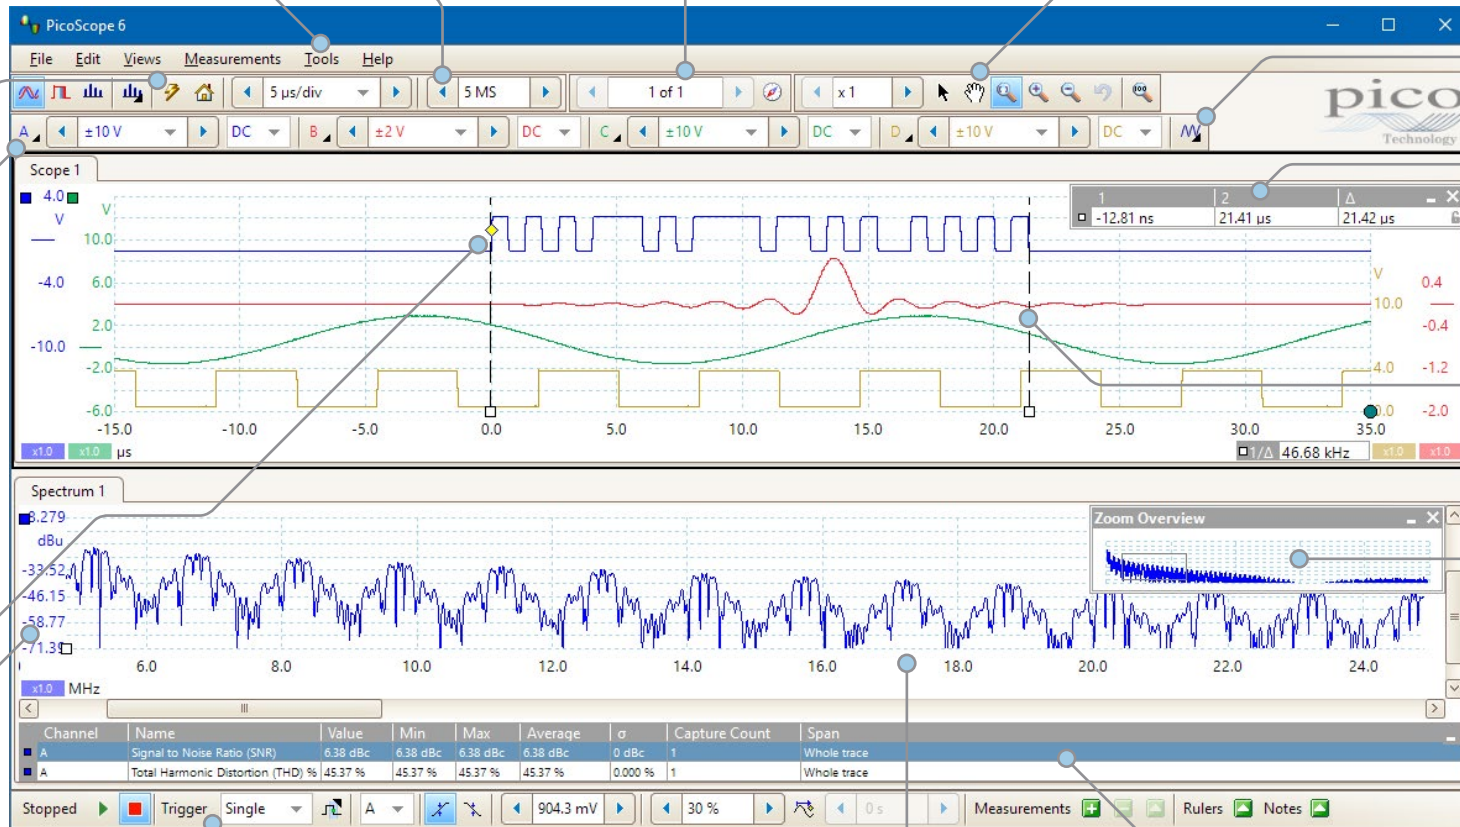 PicoScope 6
File Edit Views Measurements Tools Help
5 µs/div 5 MS 1 of 1 x 1 100
pico
Technology
A ±10 V DC B ±2 V DC C ±10 V DC D ±10 V DC
Scope 1
1 2 Δ
-12.81 ns 21.41 µs 21.42 µs
4.0
V V
10.0
-4.0 6.0 V 0.4
10.0
2.0 -0.4
-10.0
-2.0 4.0 -1.2
-6.0 0.0 -2.0
-15.0 -10.0 -5.0 0.0 5.0 10.0 15.0 20.0 25.0 30.0 35.0
x1.0 x1.0 µs 1/Δ 46.68 kHz x1.0 x1.0
Spectrum 1
8.279 Zoom Overview
dBu
-33.52
-46.15
-58.77
-71.39
6.0 8.0 10.0 12.0 14.0 16.0 18.0 20.0 22.0 24.0
x1.0 MHz
Channel Name Value Min Max Average σ Capture Count Span
A Signal to Noise Ratio (SNR) 6.38 dBc 6.38 dBc 6.38 dBc 6.38 dBc 0 dBc 1 Whole trace
A Total Harmonic Distortion (THD) % 45.37 % 45.37 % 45.37 % 45.37 % 0.000 % 1 Whole trace
Stopped Trigger Single A 904.3 mV 30 % 0 s Measurements Rulers Notes